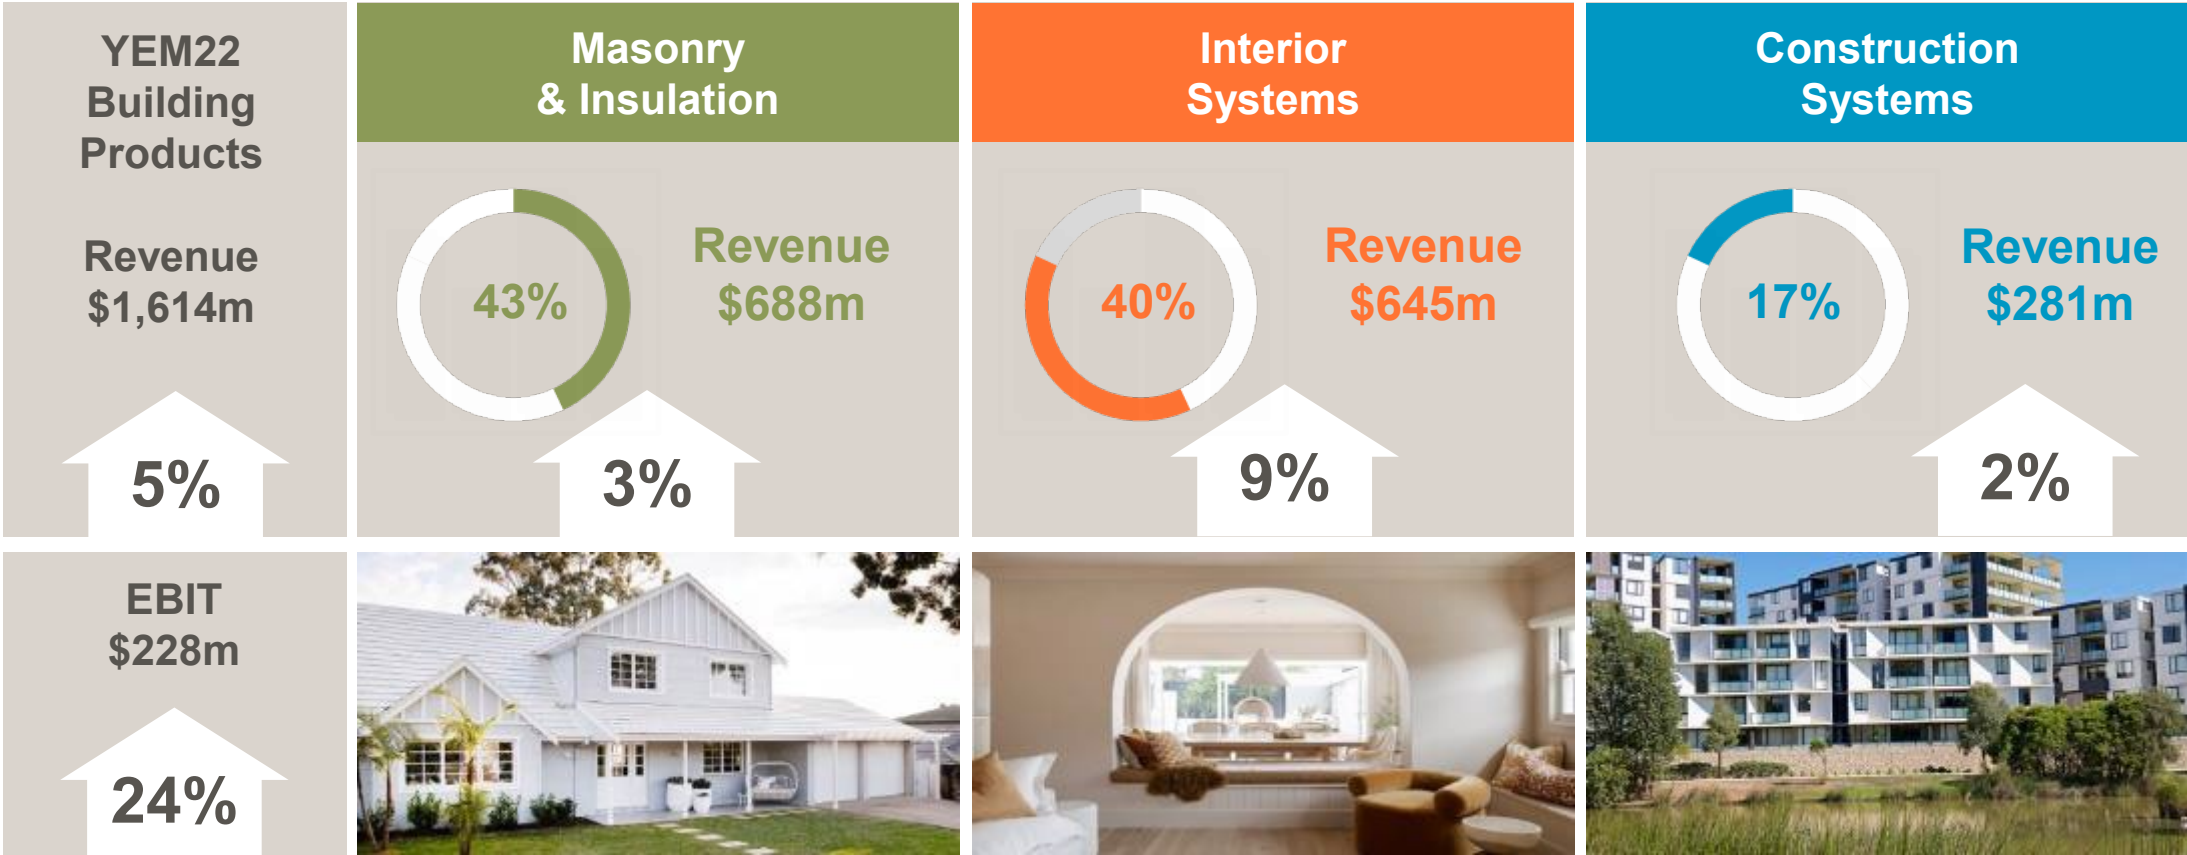 YEM22
Building
Products
Revenue
$1,614m
5%
Masonry
& Insulation
43%
Revenue
$688m
3%
Interior
Systems
40%
Revenue
$645m
9%
Construction
Systems
17%
Revenue
$281m
2%
EBIT
$228m
24%